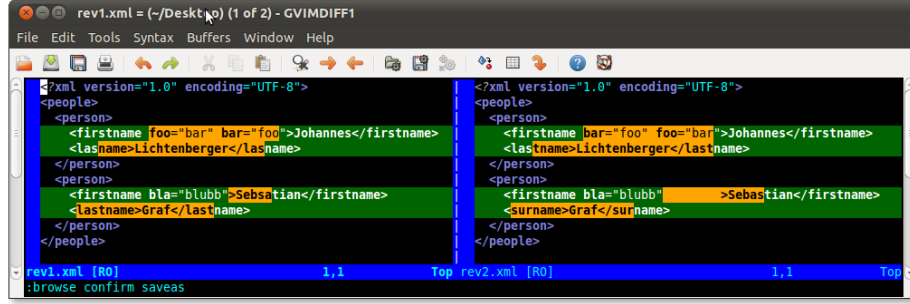 rev1.xml = (~/Desktop) (1 of 2) - GVIMDIFF1
File Edit Tools Syntax Buffers Window Help
<?xml version="1.0" encoding="UTF-8">
<people>
<person>
<firstname foo="bar" bar="foo">Johannes</firstname>
<lasname>Lichtenberger</lasname>
</person>
<person>
<firstname bla="blubb">Sebsatian</firstname>
<lastname>Graf</lastname>
</person>
</people>
rev1.xml [RO] 1,1 Top
<?xml version="1.0" encoding="UTF-8">
<people>
<person>
<firstname bar="foo" foo="bar">Johannes</firstname>
<lastname>Lichtenberger</lastname>
</person>
<person>
<firstname bla="blubb" >Sebastian</firstname>
<surname>Graf</surname>
</person>
</people>
rev2.xml [RO] 1,1 Top
:browse confirm saveas